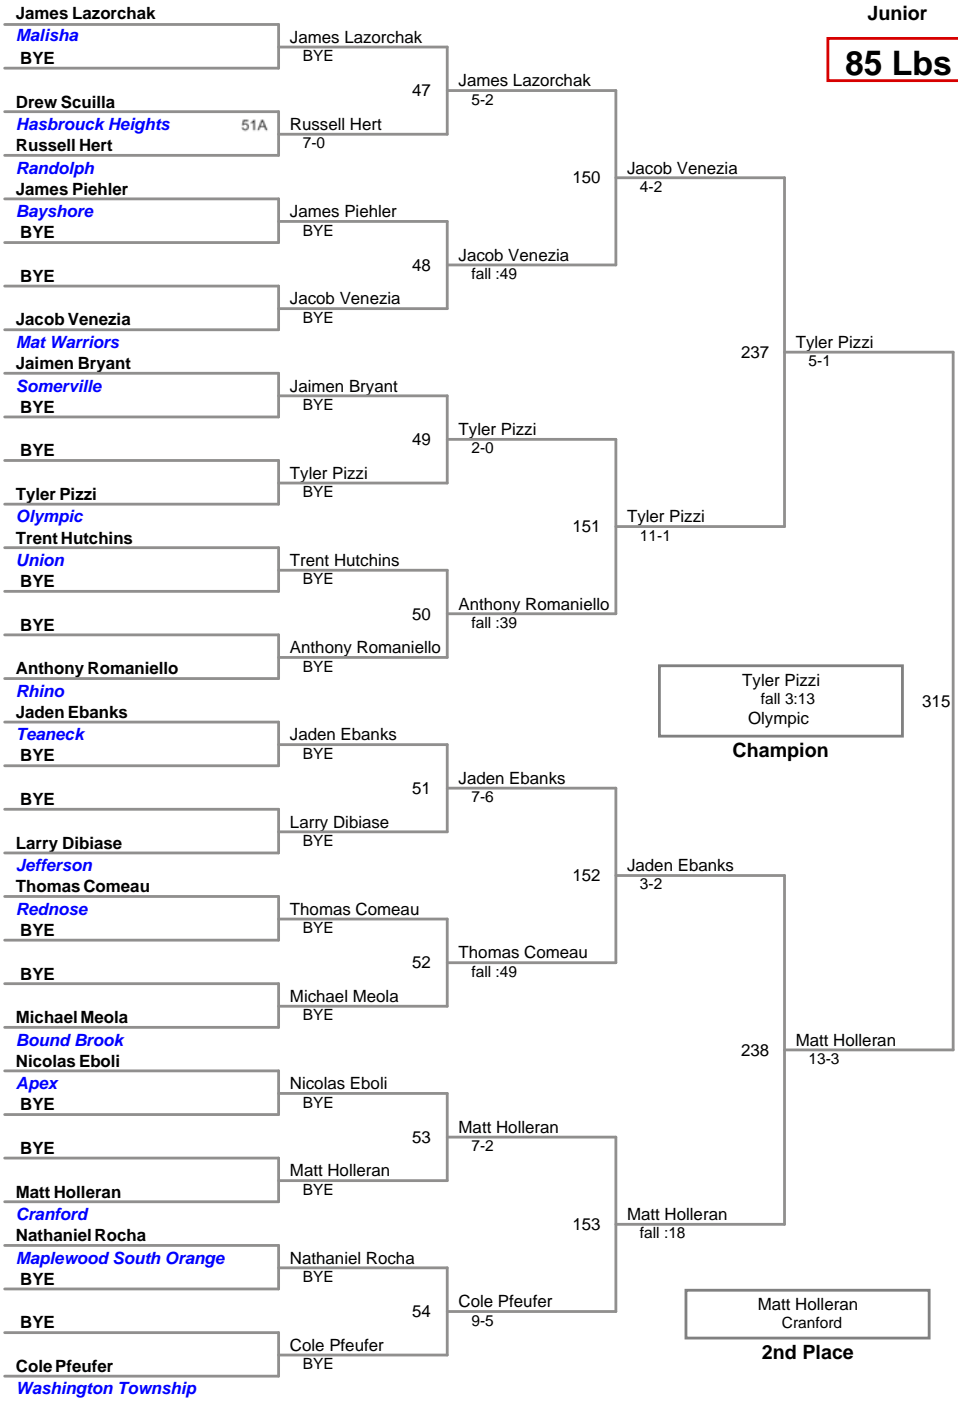 James Lazorchak
Malisha
BYE
Drew Scuilla
Hasbrouck Heights
51A
Russell Hert
Randolph
James Piehler
Bayshore
BYE
BYE
Jacob Venezia
Mat Warriors
Jaimen Bryant
Somerville
BYE
BYE
Tyler Pizzi
Olympic
Trent Hutchins
Union
BYE
BYE
Anthony Romaniello
Rhino
Jaden Ebanks
Teaneck
BYE
BYE
Larry Dibiase
Jefferson
Thomas Comeau
Rednose
BYE
BYE
Michael Meola
Bound Brook
Nicolas Eboli
Apex
BYE
BYE
Matt Holleran
Cranford
Nathaniel Rocha
Maplewood South Orange
BYE
BYE
Cole Pfeufer
Washington Township
James Lazorchak
BYE
47
Russell Hert
7-0
James Piehler
BYE
48
Jacob Venezia
BYE
Jaimen Bryant
BYE
49
Tyler Pizzi
BYE
Trent Hutchins
BYE
50
Anthony Romaniello
BYE
Jaden Ebanks
BYE
51
Larry Dibiase
BYE
Thomas Comeau
BYE
52
Michael Meola
BYE
Nicolas Eboli
BYE
53
Matt Holleran
BYE
Nathaniel Rocha
BYE
54
Cole Pfeufer
BYE
James Lazorchak
5-2
150
Jacob Venezia
fall :49
Tyler Pizzi
2-0
151
Anthony Romaniello
fall :39
Jaden Ebanks
7-6
152
Thomas Comeau
fall :49
Matt Holleran
7-2
153
Cole Pfeufer
9-5
Jacob Venezia
4-2
237
Tyler Pizzi
11-1
Jaden Ebanks
3-2
238
Matt Holleran
fall :18
Junior
85 Lbs
Tyler Pizzi
5-1
315
Matt Holleran
13-3
Tyler Pizzi
fall 3:13
Olympic
Champion
Matt Holleran
Cranford
2nd Place